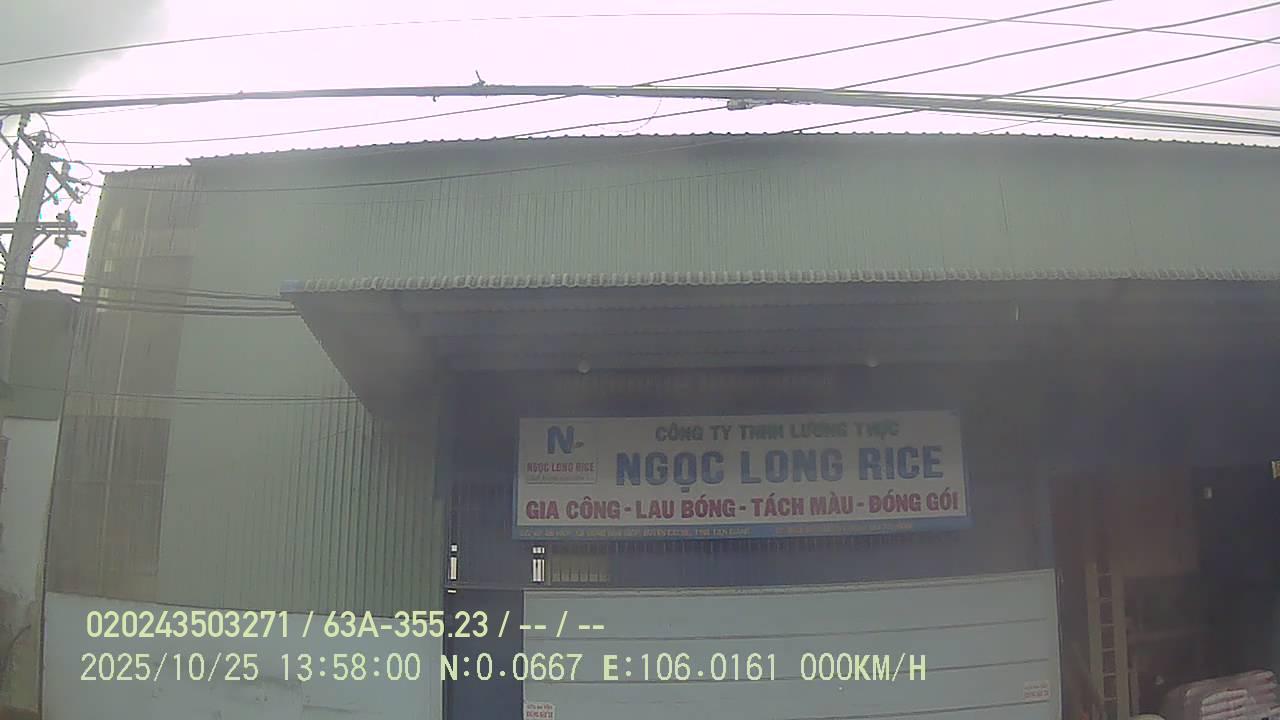 CÔNG TY TNHH LƯƠNG THỰC
N
NGỌC LONG RICE
NGỌC LONG RICE
GIA CÔNG - LAU BÓNG - TÁCH MÀU - ĐÓNG GÓI
020243503271 / 63A-355.23 / -- / --
2025/10/25 13:58:00 N:0.0667 E:106.0161 000KM/H